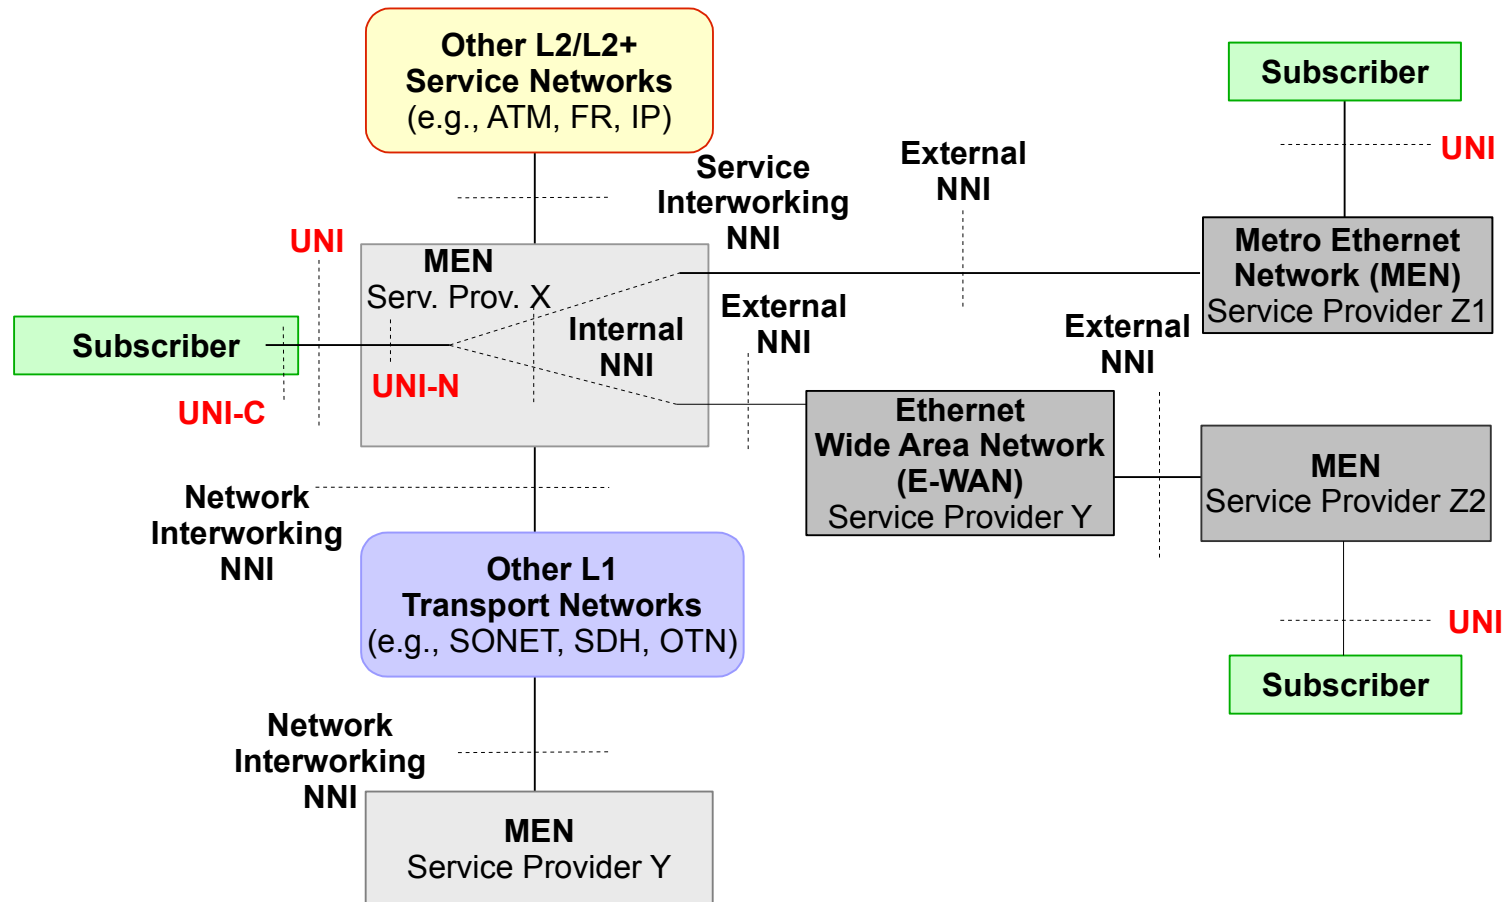 Other L2/L2+
Service Networks
(e.g., ATM, FR, IP)
Subscriber
UNI
External
NNI
Service
Interworking
NNI
UNI
MEN
Serv. Prov. X
Metro Ethernet
Network (MEN)
Service Provider Z1
Subscriber
Internal
NNI
External
NNI
External
NNI
UNI-C
UNI-N
Ethernet
Wide Area Network
(E-WAN)
Service Provider Y
MEN
Service Provider Z2
Network
Interworking
NNI
Other L1
Transport Networks
(e.g., SONET, SDH, OTN)
UNI
Subscriber
Network
Interworking
NNI
MEN
Service Provider Y